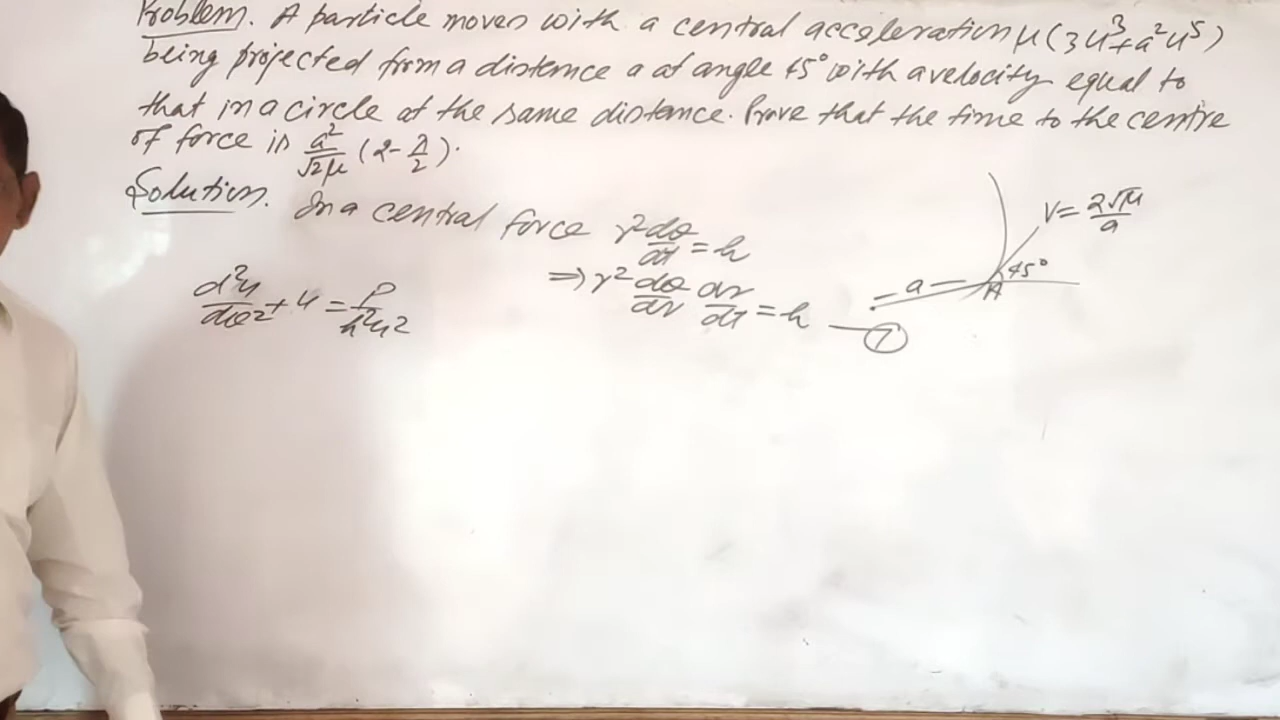 Problem. A particle moves with a central acceleration μ(3u³+a²u⁵)
being projected from a distance a at angle 45° with a velocity equal to
that in a circle at the same distance. Prove that the time to the centre
of force is a²/√2μ (2-π/2).
Solution. In a central force r²dθ/dt = h
⇒ r² dθ/dr dr/dt = h — ①
d²u/dθ² + u = P/h²u²
V = 2√μ/a
45°
a
A